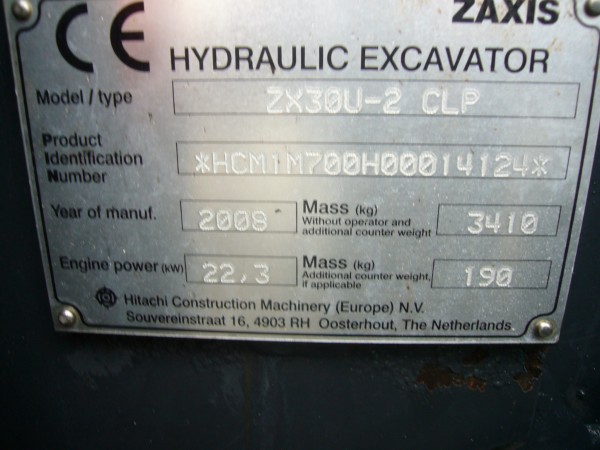 CE ZAXIS
HYDRAULIC EXCAVATOR
Model / type ZX30U-2 CLP
Product
Identification *HCM1M700H00014124*
Number
Year of manuf. 2008 Mass (kg) Without operator and additional counter weight 3410
Engine power (kW) 22,3 Mass (kg) Additional counter weight, if applicable 190
Hitachi Construction Machinery (Europe) N.V.
Souvereinstraat 16, 4903 RH Oosterhout, The Netherlands